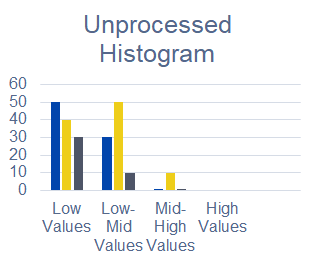 Unprocessed
Histogram
60
50
40
30
20
10
0
Low Low- Mid- High
Values Mid High Values
Values Values